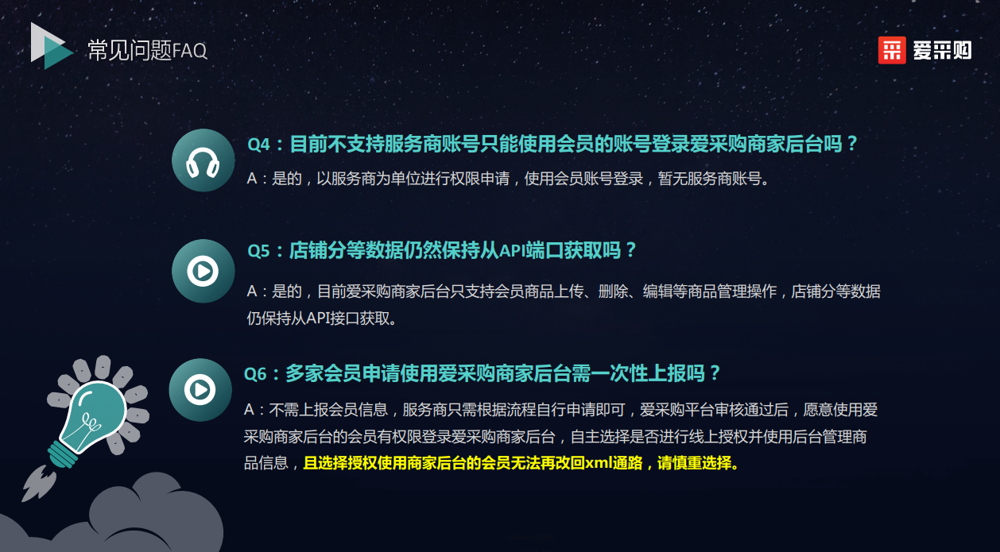 常见问题FAQ
采 爱采购
Q4：目前不支持服务商账号只能使用会员的账号登录爱采购商家后台吗？
A：是的，以服务商为单位进行权限申请，使用会员账号登录，暂无服务商账号。
Q5：店铺分等数据仍然保持从API端口获取吗？
A：是的，目前爱采购商家后台只支持会员商品上传、删除、编辑等商品管理操作，店铺分等数据
仍保持从API接口获取。
Q6：多家会员申请使用爱采购商家后台需一次性上报吗？
A：不需上报会员信息，服务商只需根据流程自行申请即可，爱采购平台审核通过后，愿意使用爱
采购商家后台的会员有权限登录爱采购商家后台，自主选择是否进行线上授权并使用后台管理商
品信息，且选择授权使用商家后台的会员无法再改回xml通路，请慎重选择。